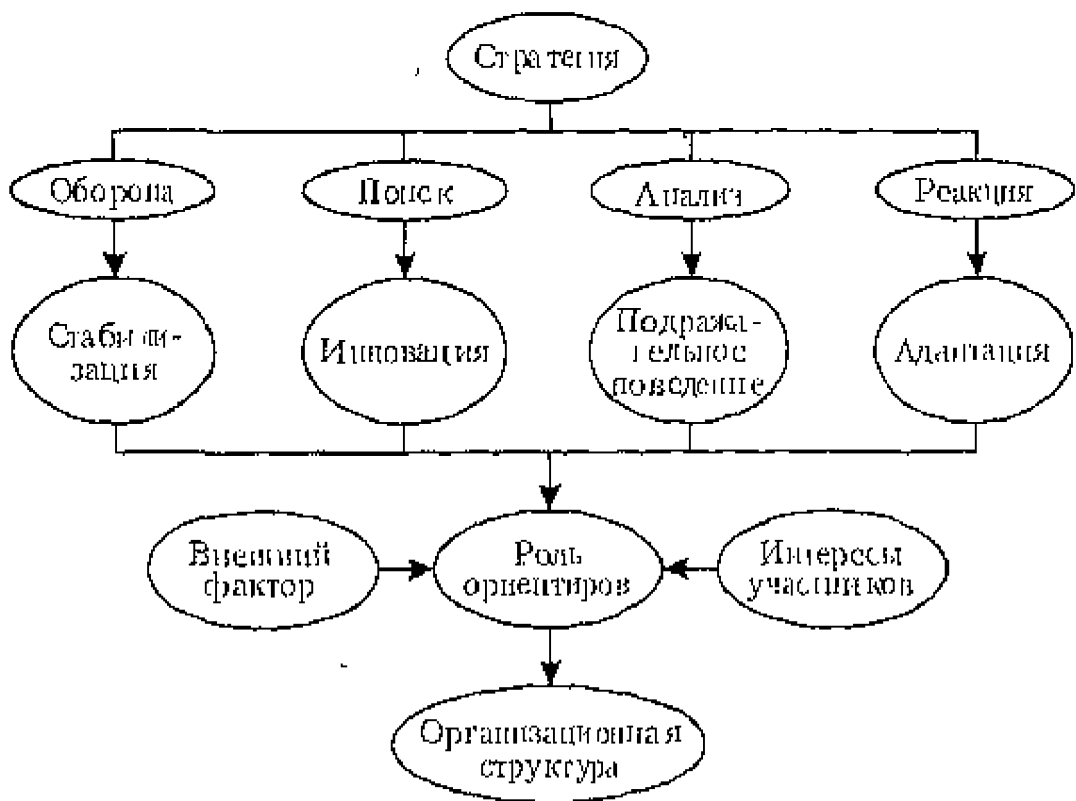 Стратегия
Оборона
Поиск
Анализ
Реакция
Стабили-
зация
Инновация
Подража-
тельное
поведение
Адаптация
Внешний
фактор
Роль
ориентиров
Интересы
участников
Организационная
структура